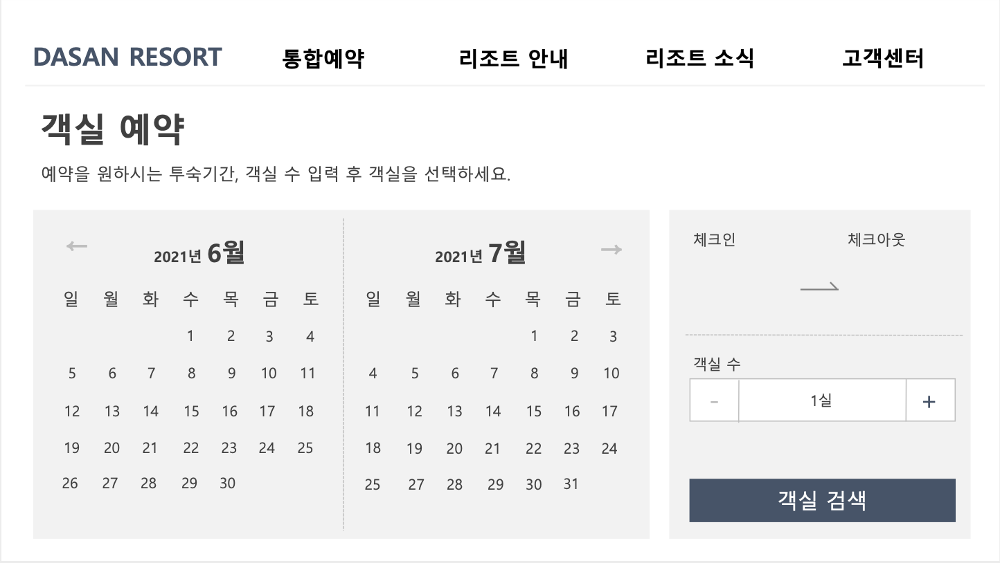 DASAN RESORT 통합예약 리조트 안내 리조트 소식 고객센터
객실 예약
예약을 원하시는 투숙기간, 객실 수 입력 후 객실을 선택하세요.
← 2021년 6월
일 월 화 수 목 금 토
1 2 3 4
5 6 7 8 9 10 11
12 13 14 15 16 17 18
19 20 21 22 23 24 25
26 27 28 29 30
2021년 7월 →
일 월 화 수 목 금 토
1 2 3
4 5 6 7 8 9 10
11 12 13 14 15 16 17
18 19 20 21 22 23 24
25 27 28 29 30 31
체크인 체크아웃
객실 수
- 1실 +
객실 검색